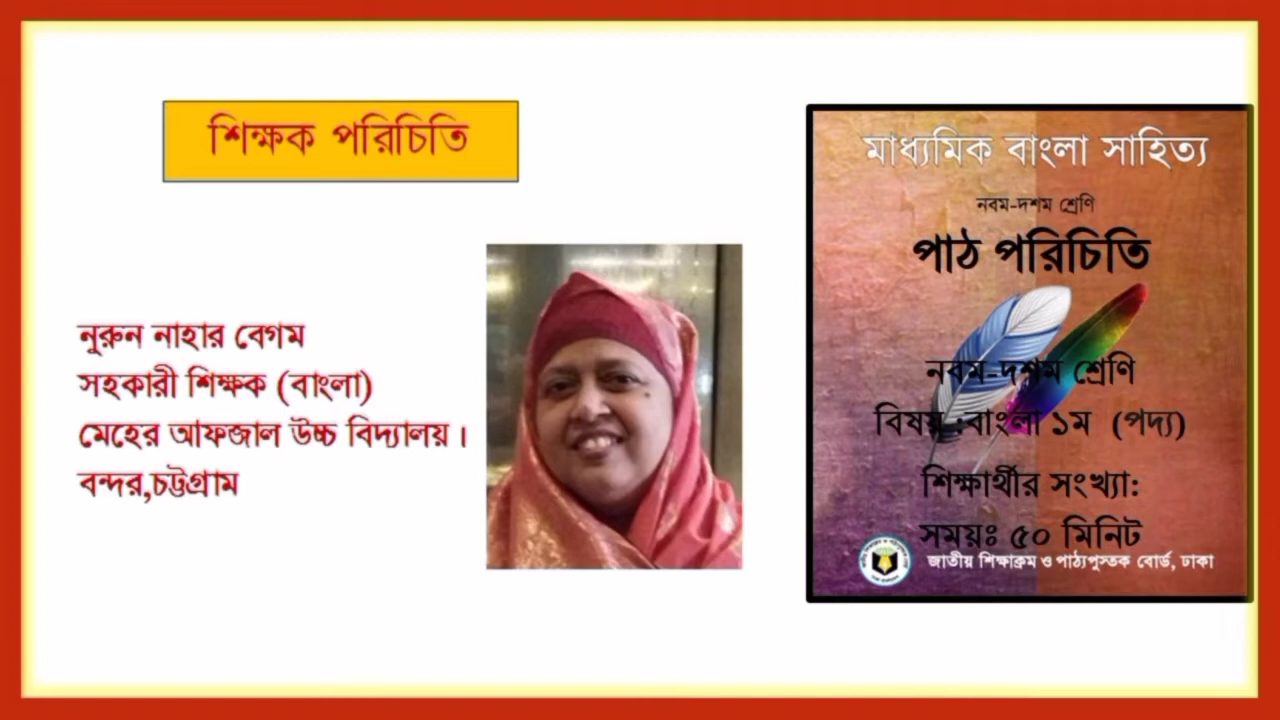 শিক্ষক পরিচিতি
নুরুন নাহার বেগম
সহকারী শিক্ষক (বাংলা)
মেহের আফজাল উচ্চ বিদ্যালয়।
বন্দর,চট্টগ্রাম
মাধ্যমিক বাংলা সাহিত্য
নবম-দশম শ্রেণি
পাঠ পরিচিতি
নবম-দশম শ্রেণি
বিষয় :বাংলা ১ম (পদ্য)
শিক্ষার্থীর সংখ্যা:
সময়ঃ ৫০ মিনিট
জাতীয় শিক্ষাক্রম ও পাঠ্যপুস্তক বোর্ড, ঢাকা